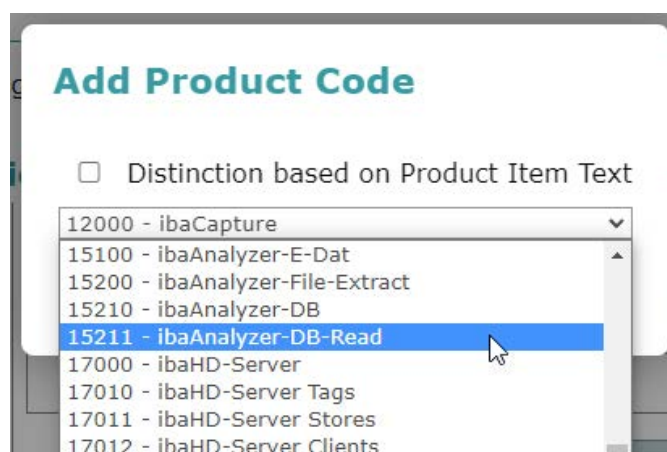 Add Product Code
Distinction based on Product Item Text
12000 - ibaCapture
15100 - ibaAnalyzer-E-Dat
15200 - ibaAnalyzer-File-Extract
15210 - ibaAnalyzer-DB
15211 - ibaAnalyzer-DB-Read
17000 - ibaHD-Server
17010 - ibaHD-Server Tags
17011 - ibaHD-Server Stores
17012 - ibaHD-Server Clients